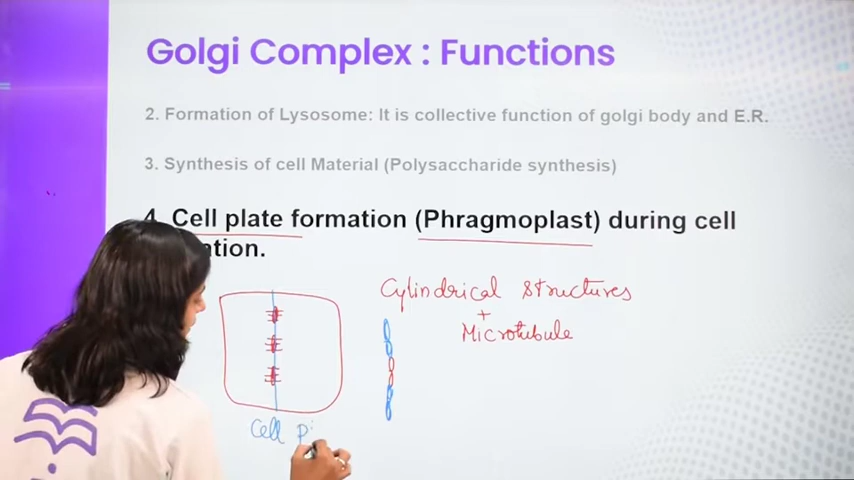 Golgi Complex : Functions
2. Formation of Lysosome: It is collective function of golgi body and E.R.
3. Synthesis of cell Material (Polysaccharide synthesis)
4. Cell plate formation (Phragmoplast) during cell
ation.
Cylindrical structures
+
Microtubule
Cell